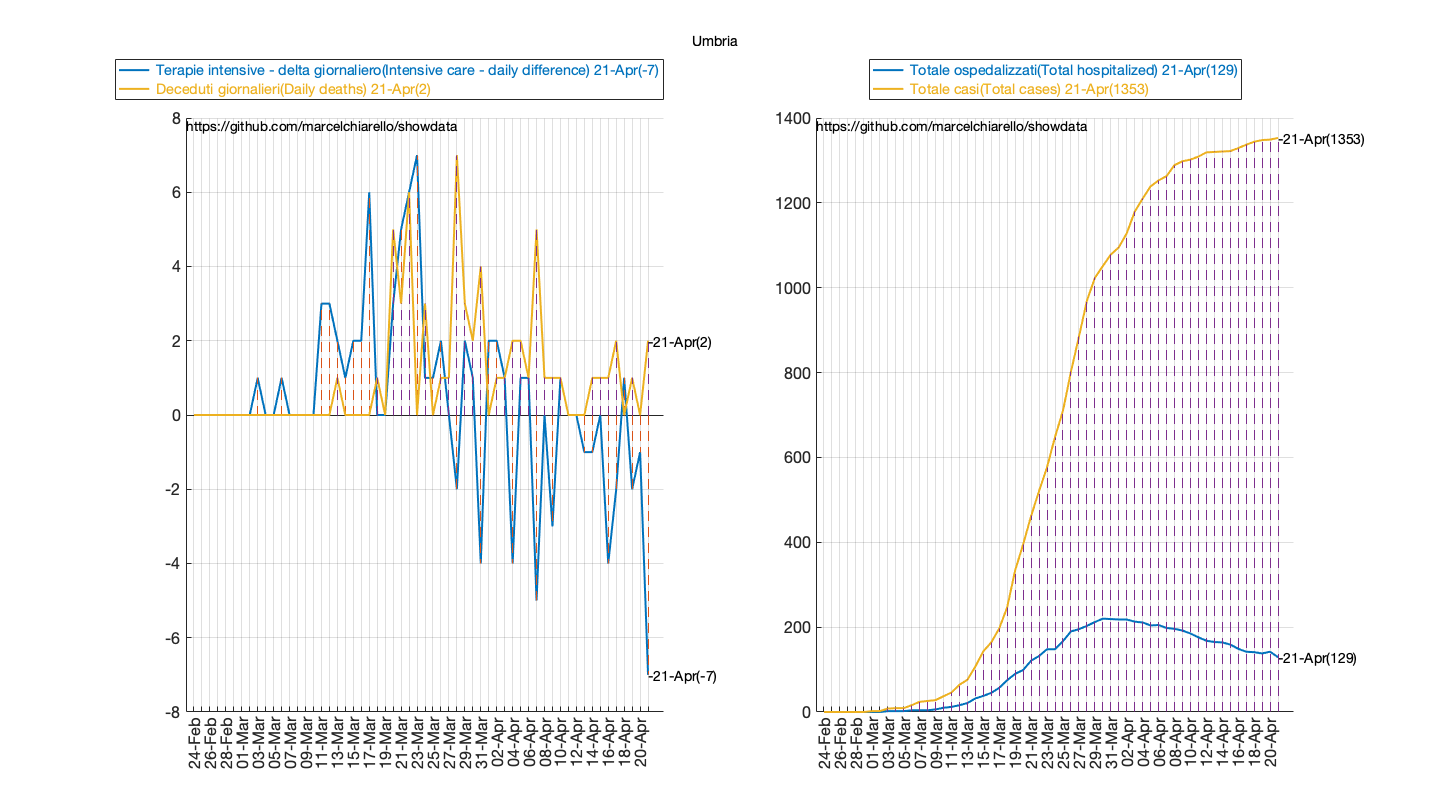 Umbria
Terapie intensive - delta giornaliero(Intensive care - daily difference) 21-Apr(-7)
Deceduti giornalieri(Daily deaths) 21-Apr(2)
https://github.com/marcelchiarello/showdata
8
6
4
2
0
-2
-4
-6
-8
-21-Apr(2)
-21-Apr(-7)
24-Feb
26-Feb
28-Feb
01-Mar
03-Mar
05-Mar
07-Mar
09-Mar
11-Mar
13-Mar
15-Mar
17-Mar
19-Mar
21-Mar
23-Mar
25-Mar
27-Mar
29-Mar
31-Mar
02-Apr
04-Apr
06-Apr
08-Apr
10-Apr
12-Apr
14-Apr
16-Apr
18-Apr
20-Apr
Totale ospedalizzati(Total hospitalized) 21-Apr(129)
Totale casi(Total cases) 21-Apr(1353)
https://github.com/marcelchiarello/showdata
1400
1200
1000
800
600
400
200
0
-21-Apr(1353)
-21-Apr(129)
24-Feb
26-Feb
28-Feb
01-Mar
03-Mar
05-Mar
07-Mar
09-Mar
11-Mar
13-Mar
15-Mar
17-Mar
19-Mar
21-Mar
23-Mar
25-Mar
27-Mar
29-Mar
31-Mar
02-Apr
04-Apr
06-Apr
08-Apr
10-Apr
12-Apr
14-Apr
16-Apr
18-Apr
20-Apr